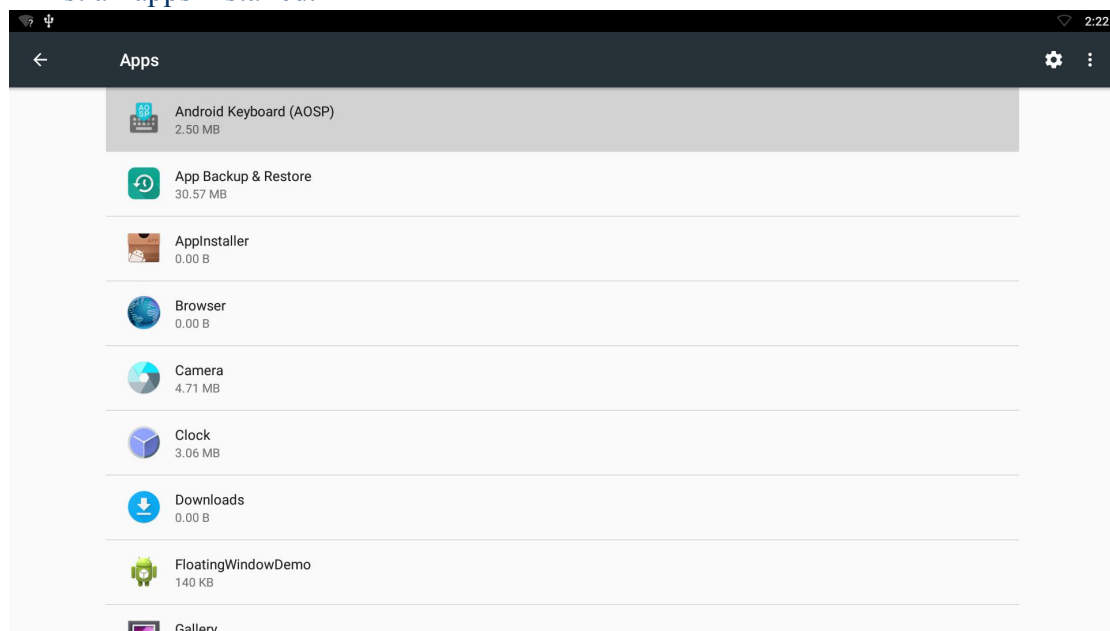 2:22
Apps
Android Keyboard (AOSP)
2.50 MB
App Backup & Restore
30.57 MB
AppInstaller
0.00 B
Browser
0.00 B
Camera
4.71 MB
Clock
3.06 MB
Downloads
0.00 B
FloatingWindowDemo
140 KB
Gallery